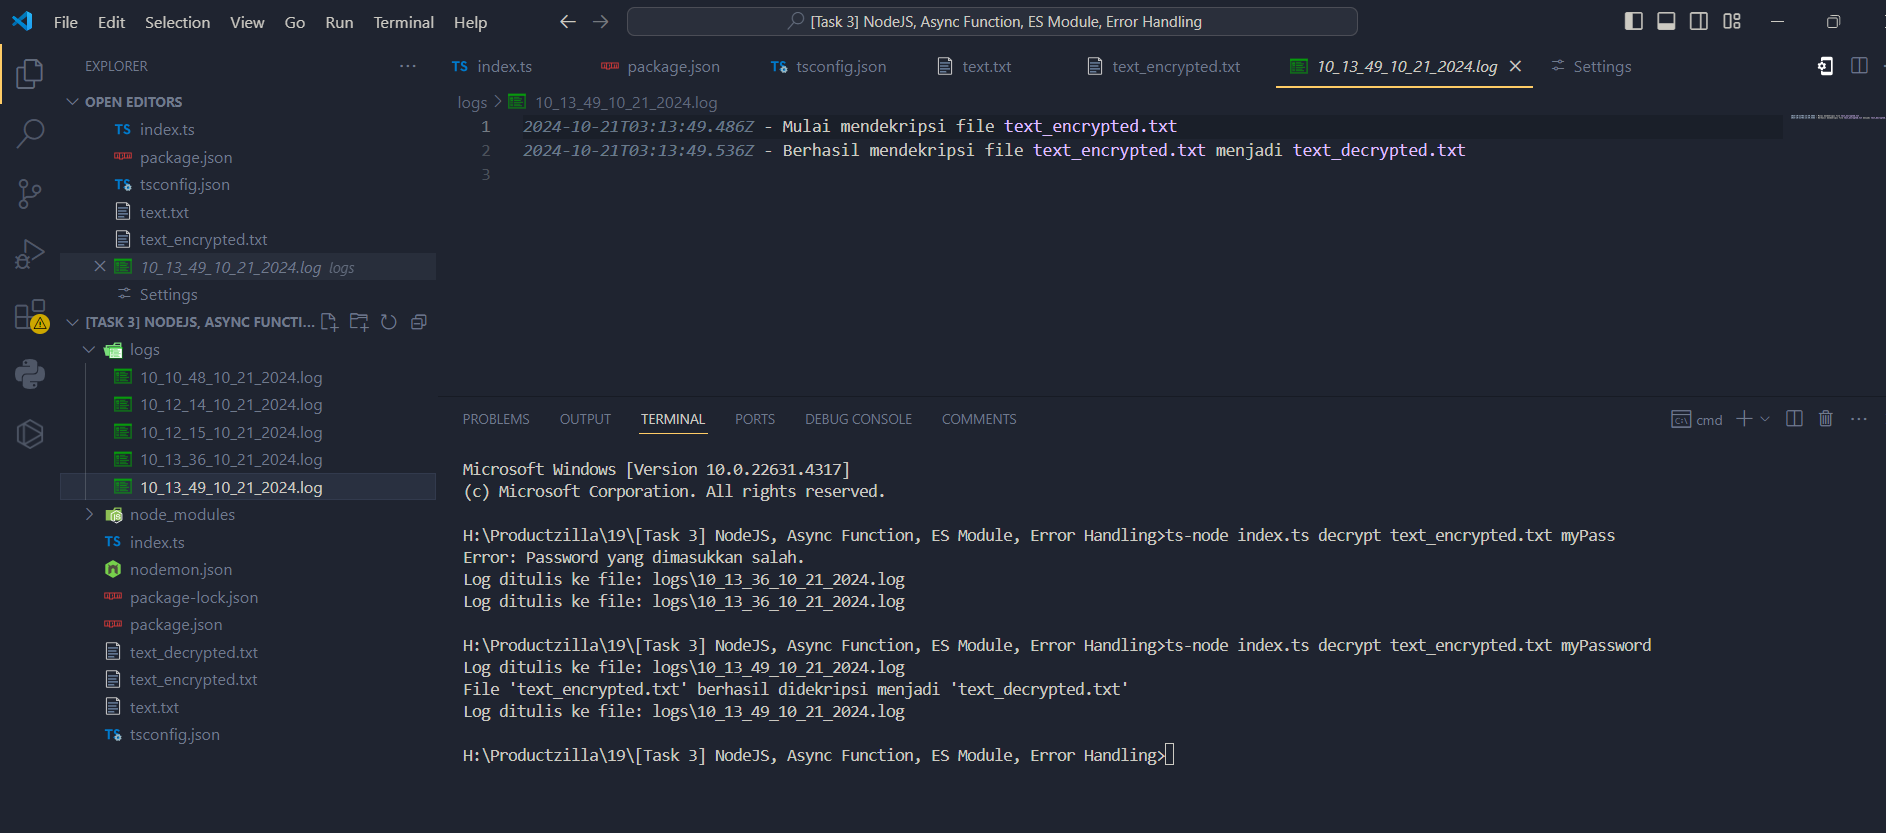 File Edit Selection View Go Run Terminal Help
[Task 3] NodeJS, Async Function, ES Module, Error Handling
EXPLORER
OPEN EDITORS
TS index.ts
package.json
TS tsconfig.json
text.txt
text_encrypted.txt
10_13_49_10_21_2024.log logs
Settings
[TASK 3] NODEJS, ASYNC FUNCTI...
logs
10_10_48_10_21_2024.log
10_12_14_10_21_2024.log
10_12_15_10_21_2024.log
10_13_36_10_21_2024.log
10_13_49_10_21_2024.log
node_modules
TS index.ts
nodemon.json
package-lock.json
package.json
text_decrypted.txt
text_encrypted.txt
text.txt
TS tsconfig.json
TS index.ts package.json TS tsconfig.json text.txt text_encrypted.txt 10_13_49_10_21_2024.log Settings
logs > 10_13_49_10_21_2024.log
1 2024-10-21T03:13:49.486Z - Mulai mendekripsi file text_encrypted.txt
2 2024-10-21T03:13:49.536Z - Berhasil mendekripsi file text_encrypted.txt menjadi text_decrypted.txt
3
PROBLEMS OUTPUT TERMINAL PORTS DEBUG CONSOLE COMMENTS
cmd
Microsoft Windows [Version 10.0.22631.4317]
(c) Microsoft Corporation. All rights reserved.
H:\Productzilla\19\[Task 3] NodeJS, Async Function, ES Module, Error Handling>ts-node index.ts decrypt text_encrypted.txt myPass
Error: Password yang dimasukkan salah.
Log ditulis ke file: logs\10_13_36_10_21_2024.log
Log ditulis ke file: logs\10_13_36_10_21_2024.log
H:\Productzilla\19\[Task 3] NodeJS, Async Function, ES Module, Error Handling>ts-node index.ts decrypt text_encrypted.txt myPassword
Log ditulis ke file: logs\10_13_49_10_21_2024.log
File 'text_encrypted.txt' berhasil didekripsi menjadi 'text_decrypted.txt'
Log ditulis ke file: logs\10_13_49_10_21_2024.log
H:\Productzilla\19\[Task 3] NodeJS, Async Function, ES Module, Error Handling>